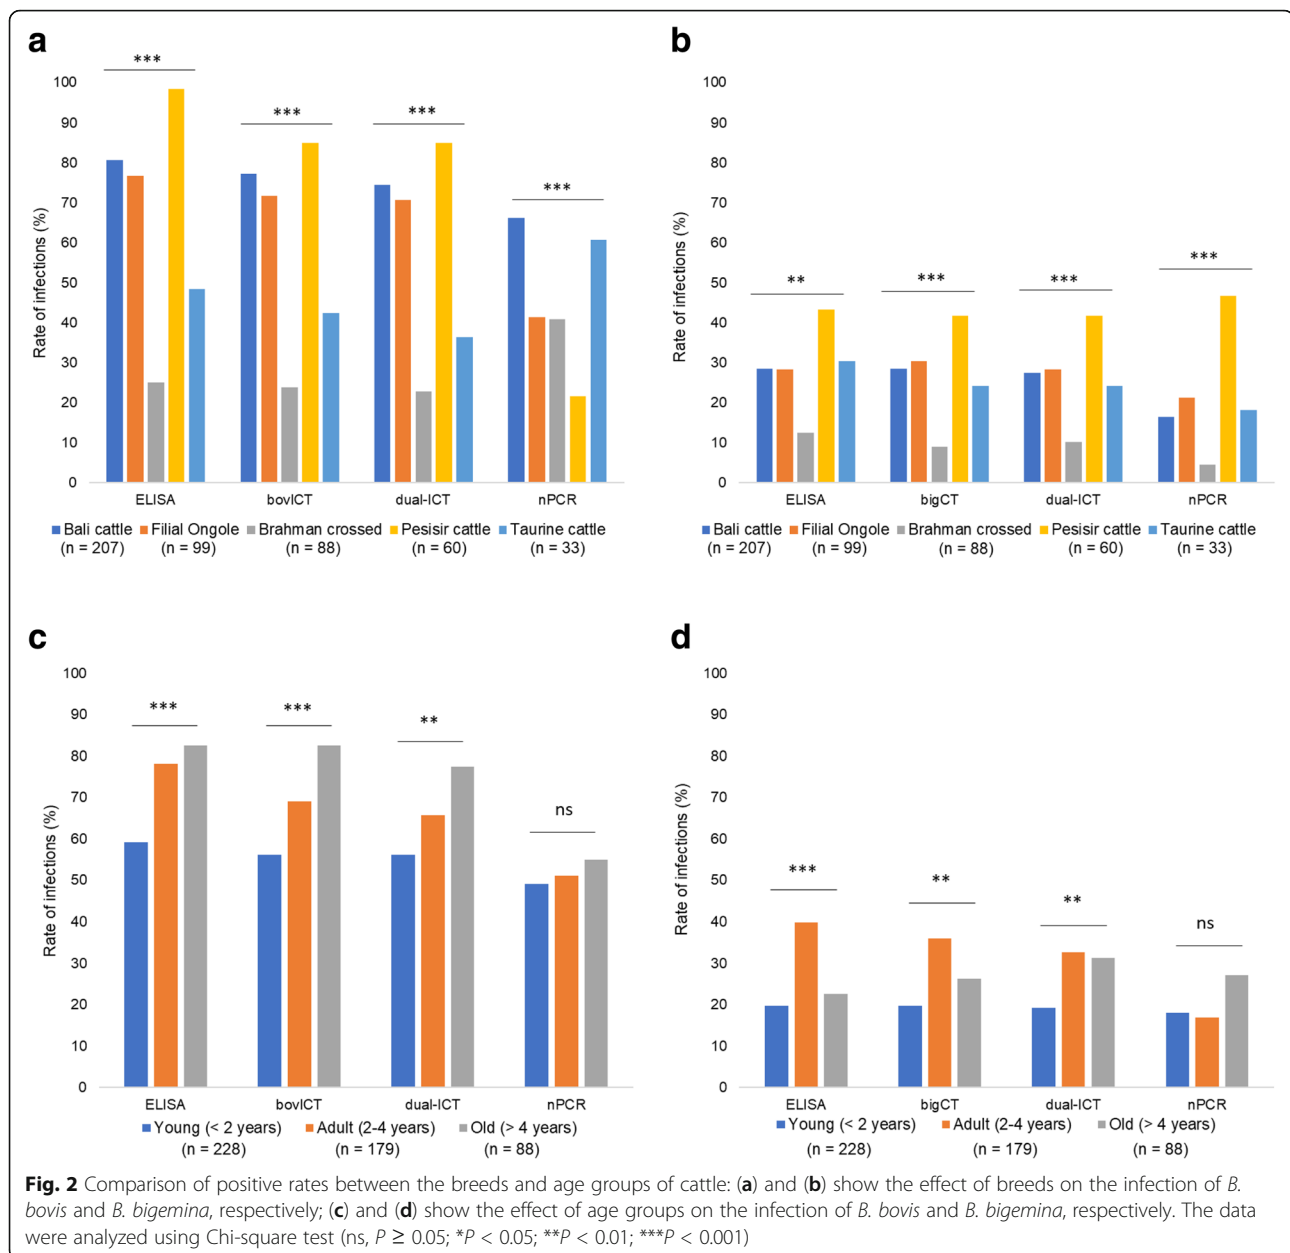 a
***
***
***
***
100
90
80
70
60
50
40
30
20
10
0
Rate of infections (%)
ELISA bovICT dual-ICT nPCR
Bali cattle Filial Ongole Brahman crossed Pesisir cattle Taurine cattle
(n = 207) (n = 99) (n = 88) (n = 60) (n = 33)
b
**
***
***
***
100
90
80
70
60
50
40
30
20
10
0
Rate of infections (%)
ELISA bigCT dual-ICT nPCR
Bali cattle Filial Ongole Brahman crossed Pesisir cattle Taurine cattle
(n = 207) (n = 99) (n = 88) (n = 60) (n = 33)
c
***
***
**
ns
100
90
80
70
60
50
40
30
20
10
0
Rate of infections (%)
ELISA bovICT dual-ICT nPCR
Young (< 2 years) Adult (2-4 years) Old (> 4 years)
(n = 228) (n = 179) (n = 88)
d
***
**
**
ns
100
90
80
70
60
50
40
30
20
10
0
Rate of infections (%)
ELISA bigCT dual-ICT nPCR
Young (< 2 years) Adult (2-4 years) Old (> 4 years)
(n = 228) (n = 179) (n = 88)
Fig. 2 Comparison of positive rates between the breeds and age groups of cattle: (a) and (b) show the effect of breeds on the infection of B.
bovis and B. bigemina, respectively; (c) and (d) show the effect of age groups on the infection of B. bovis and B. bigemina, respectively. The data
were analyzed using Chi-square test (ns, P ≥ 0.05; *P < 0.05; **P < 0.01; ***P < 0.001)